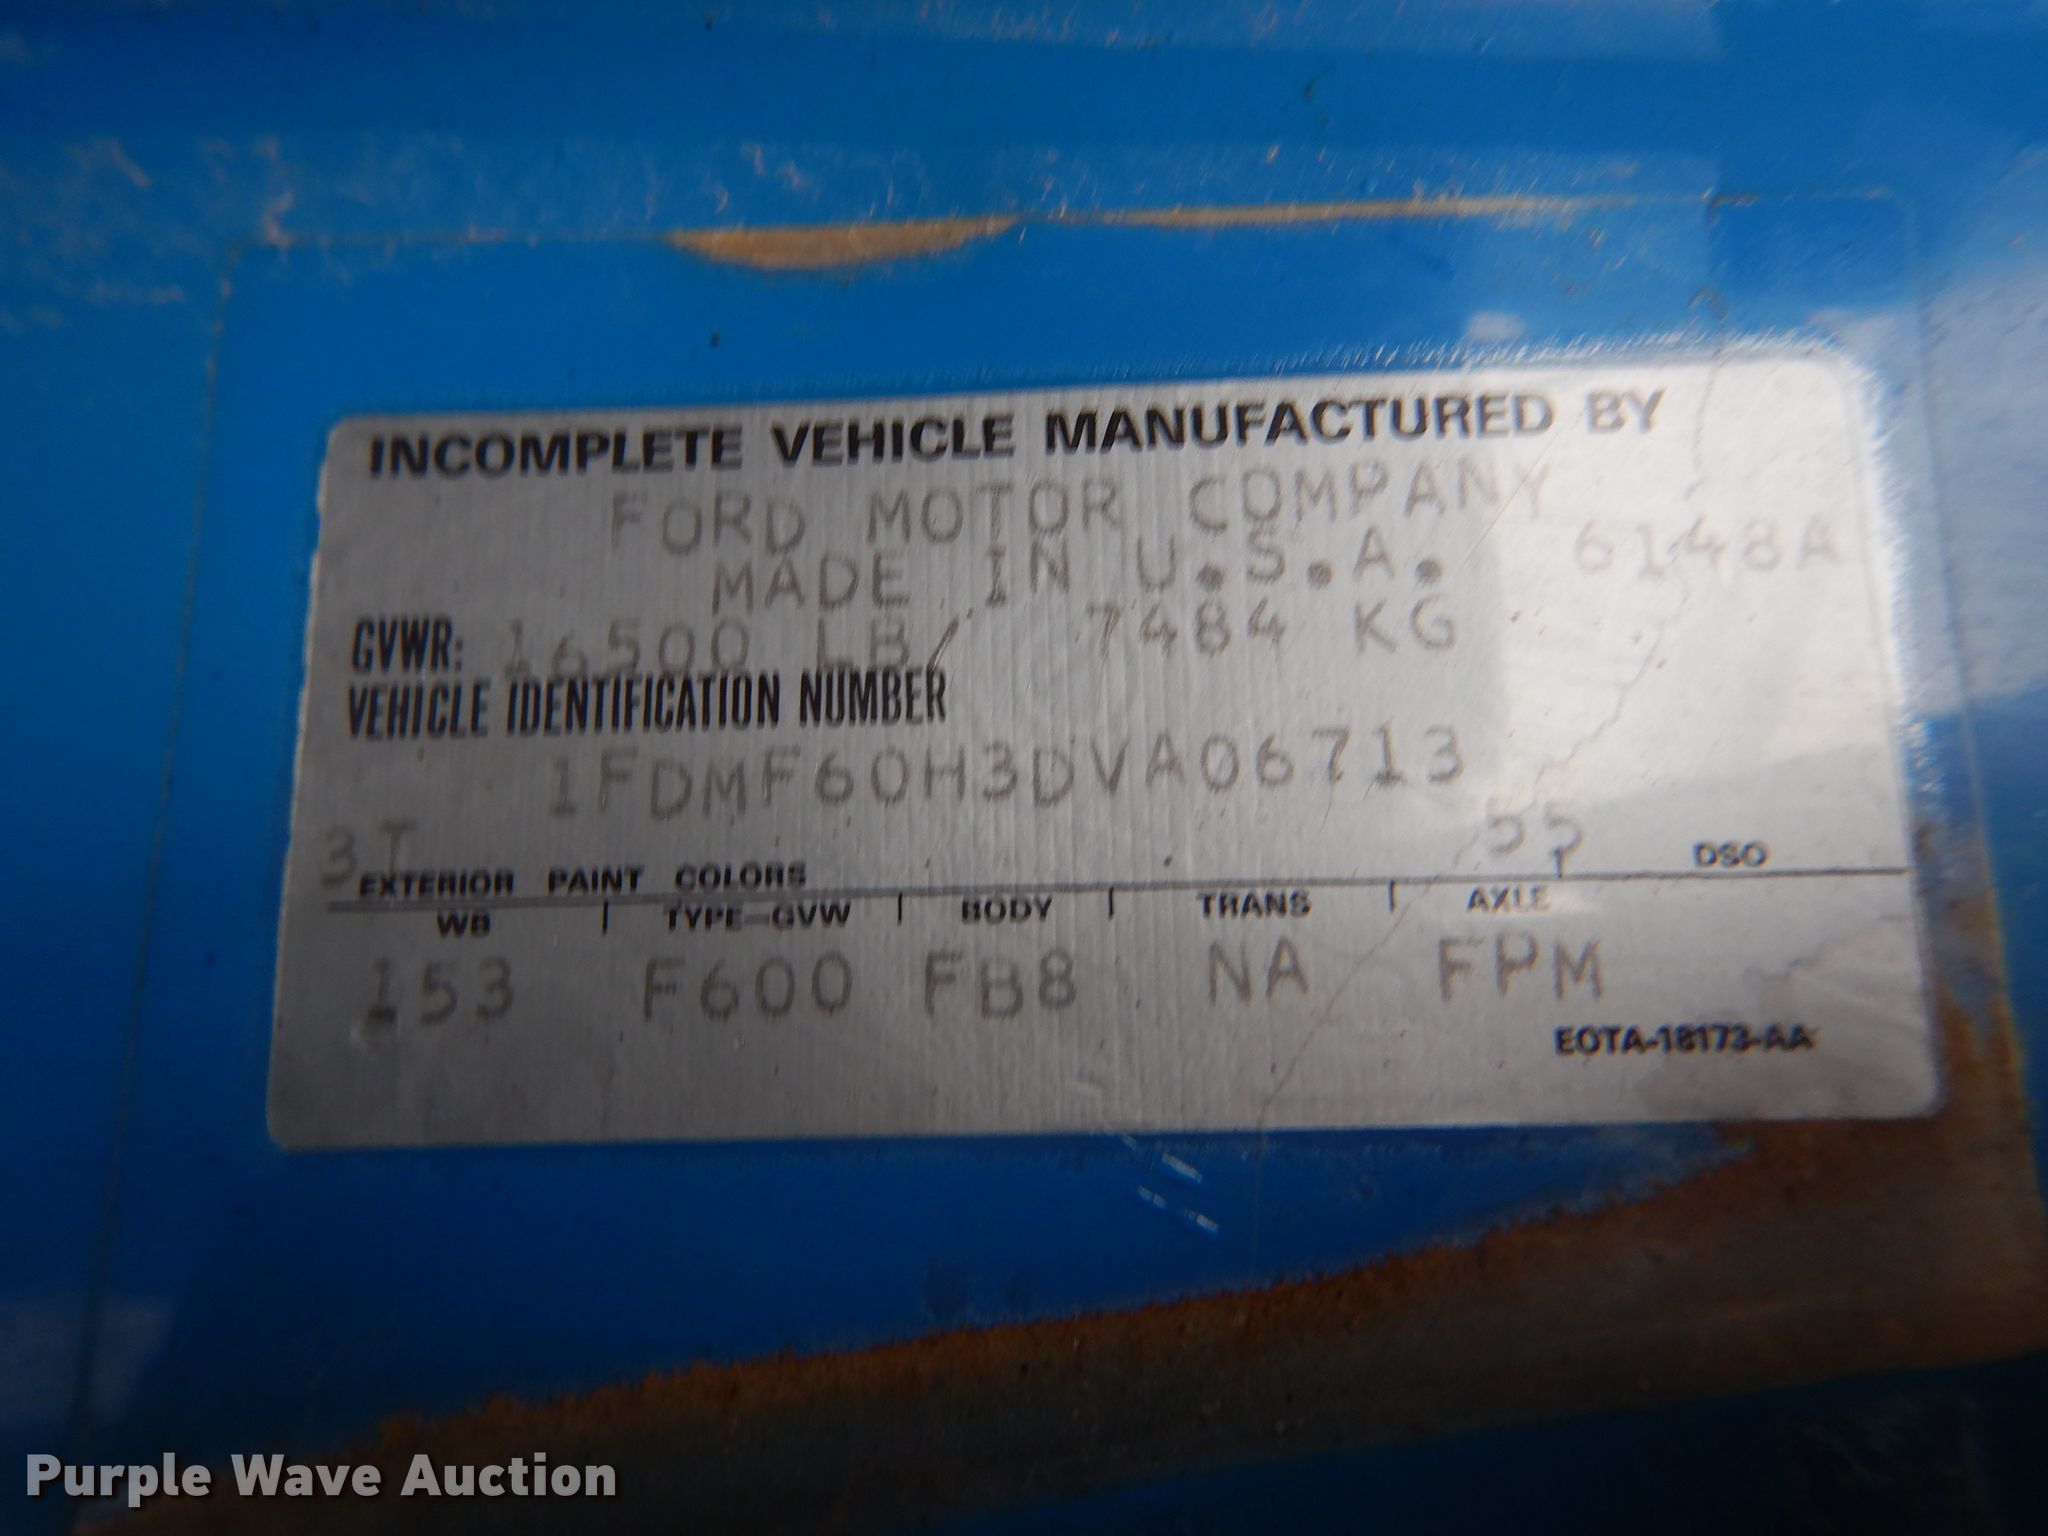 INCOMPLETE VEHICLE MANUFACTURED BY
FORD MOTOR COMPANY
MADE IN U.S.A. 6148A
GVWR: 16500 LB/ 7484 KG
VEHICLE IDENTIFICATION NUMBER
1FDMF60H3DVA06713
3T 55
EXTERIOR PAINT COLORS DSO
WB TYPE-GVW BODY TRANS AXLE
153 F600 FB8 NA FPM
EOTA-18173-AA
Purple Wave Auction